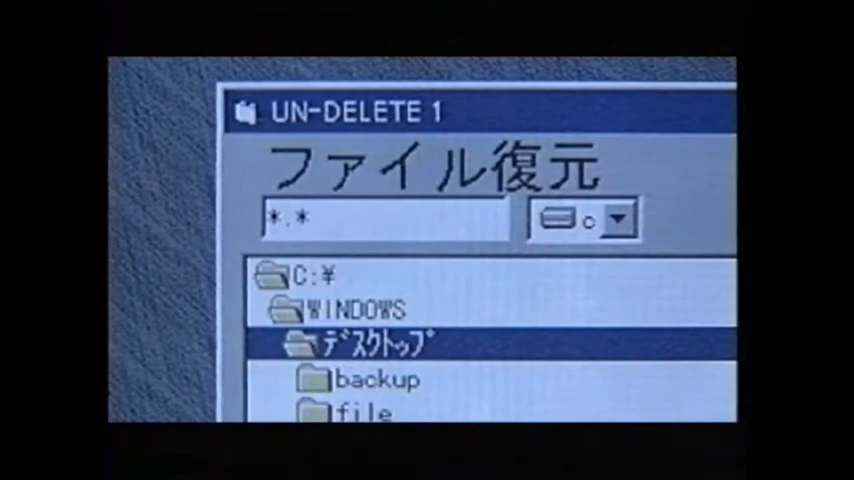 UN-DELETE 1
ファイル復元
*.*
c
C:¥
WINDOWS
ﾃﾞｽｸﾄｯﾌﾟ
backup
file